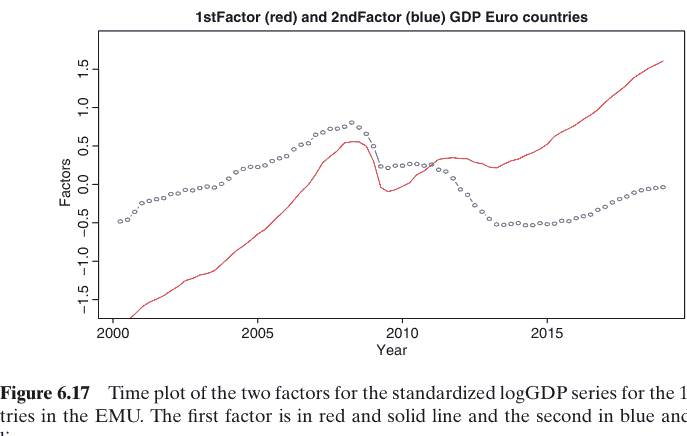 1stFactor (red) and 2ndFactor (blue) GDP Euro countries
1.5
1.0
0.5
0.0
−0.5
−1.0
−1.5
Factors
2000
2005
2010
2015
Year
Figure 6.17 Time plot of the two factors for the standardized logGDP series for the 1
tries in the EMU. The first factor is in red and solid line and the second in blue and